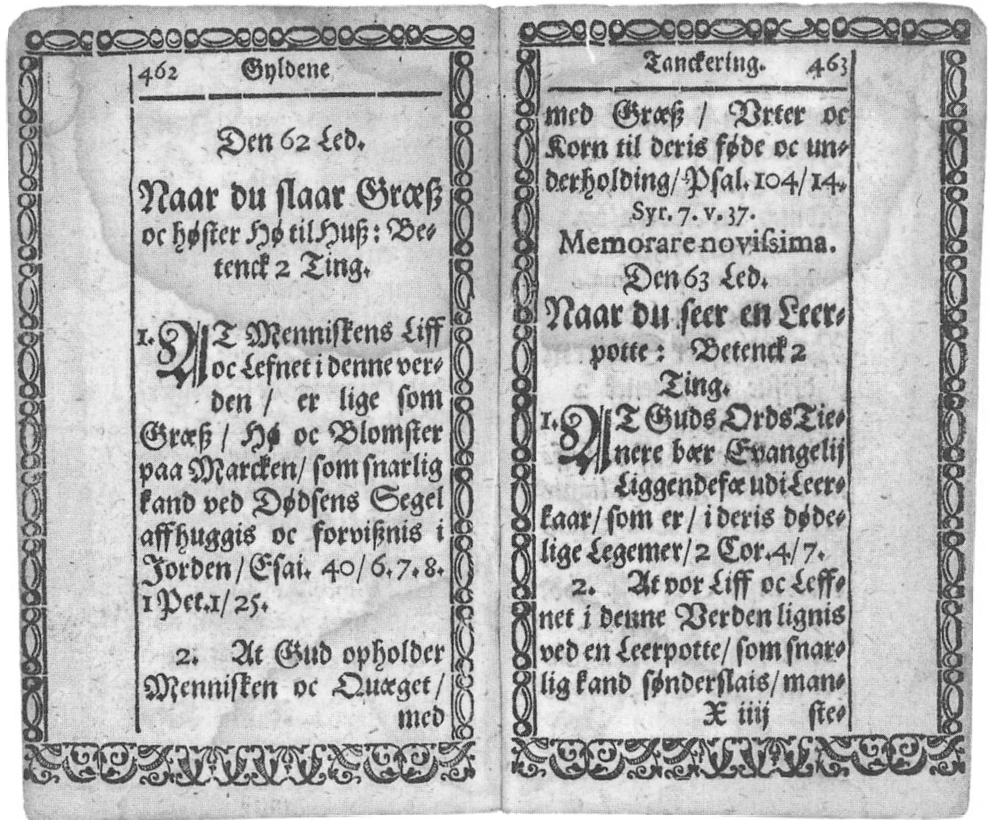 462 Gyldene
Den 62 Led.
Naar du slaar Græß
oc høster Hø til Huß: Be-
tenck 2 Ting.
1. AT Menniskens Liff
oc Lefnet i denne ver-
den / er lige som
Græß / Hø oc Blomster
paa Marcken/ som snarlig
kand ved Dødsens Segel
affhuggis oc forvißnis i
Jorden/ Esai. 40/6.7.8.
1 Pet.1/25.
2. At Gud opholder
Mennisken oc Quæget/
med
Tanckering. 463
med Græß / Vrter oc
Korn til deris føde oc un-
derholding/ Psal. 104/14.
Syr. 7. v. 37.
Memorare novissima.
Den 63 Led.
Naar du seer en Leer-
potte: Betenck 2
Ting.
1. AT Guds Ords Tie-
nere bær Evangelij
Liggendefæ udi Leer-
kaar/ som er/ i deris døde-
lige Legemer/ 2 Cor.4/7.
2. At vor Liff oc Leff-
net i denne Verden lignis
ved en Leerpotte/ som snar-
lig kand sønderslais/ man-
X iiij ste-